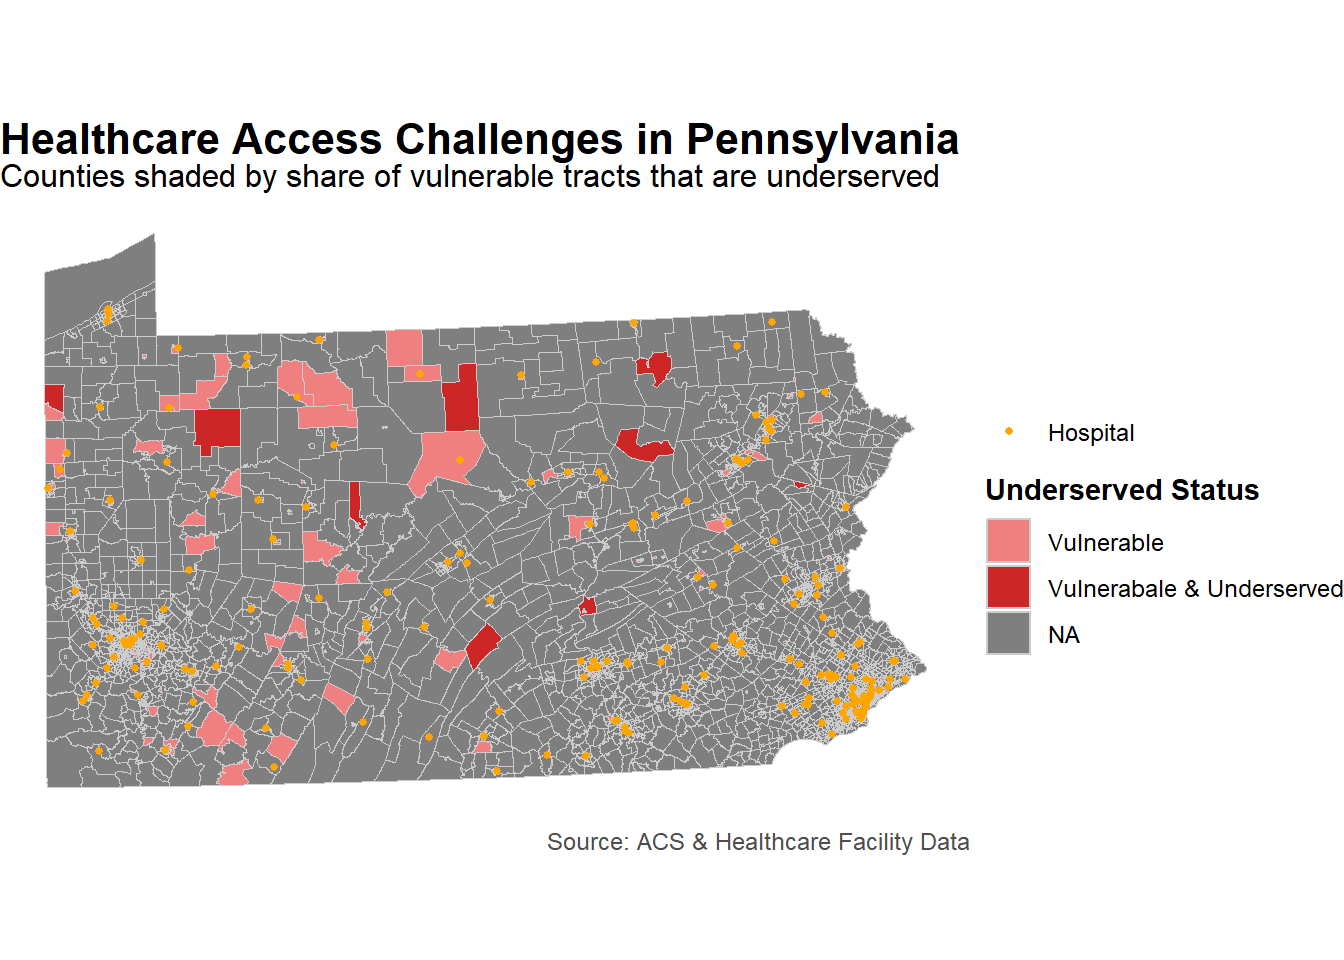 Healthcare Access Challenges in Pennsylvania
Counties shaded by share of vulnerable tracts that are underserved
Hospital
Underserved Status
Vulnerable
Vulnerabale & Underserved
NA
Source: ACS & Healthcare Facility Data